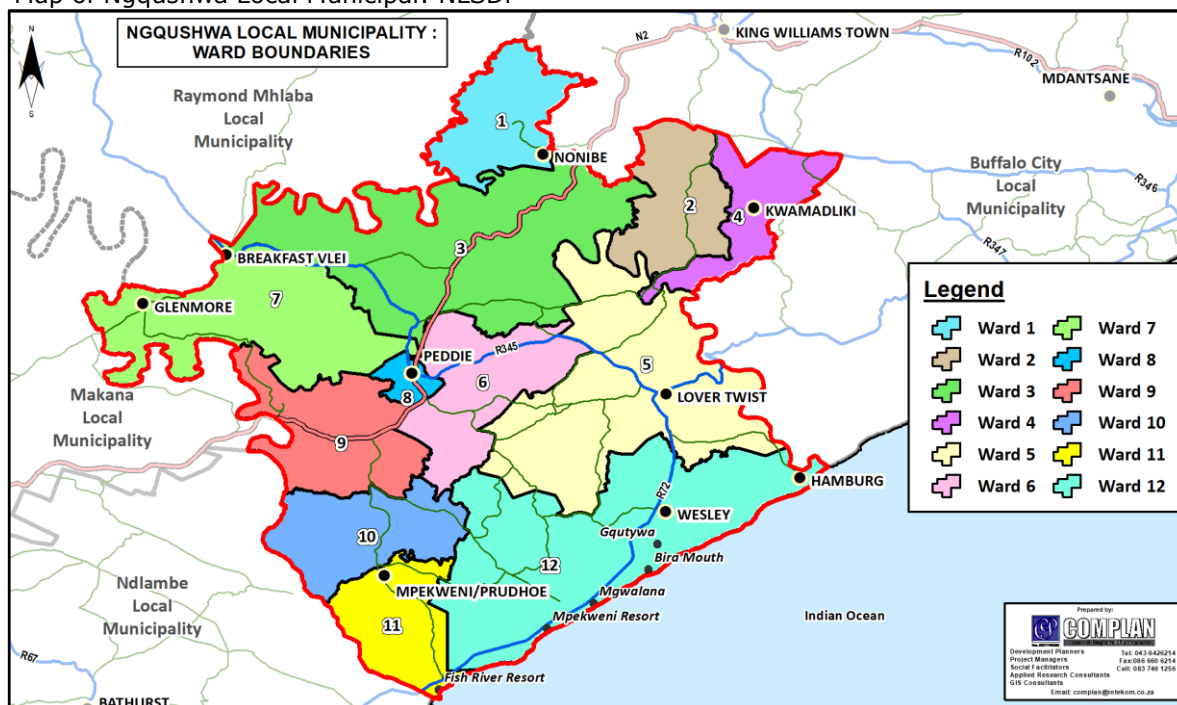 Map of Ngqushwa Local Municipal: NLSDF
NGQUSHWA LOCAL MUNICIPALITY :
WARD BOUNDARIES
N
S
N2
KING WILLIAMS TOWN
R102
MDANTSANE
Raymond Mhlaba
Local
Municipality
1
NONIBE
Buffalo City
Local
Municipality
R346
2
4
KWAMADLIKI
R347
3
BREAKFAST VLEI
7
GLENMORE
PEDDIE
R345
8
6
5
LOVER TWIST
Makana
Local
Municipality
9
Legend
Ward 1
Ward 7
Ward 2
Ward 8
Ward 3
Ward 9
Ward 4
Ward 10
Ward 5
Ward 11
Ward 6
Ward 12
HAMBURG
R72
WESLEY
10
Gqutywa
Bira Mouth
12
MPEKWENI/PRUDHOE
Mgwalana
Mpekweni Resort
Ndlambe
Local
Municipality
11
Indian Ocean
R67
Fish River Resort
BATHURST
Prepared by:
COMPLAN
Development Planners
Project Managers
Social Facilitators
Applied Research Consultants
GIS Consultants
Tel: 043-6426214
Fax:086 660 6214
Cell: 083 746 1256
Email: complan@intekom.co.za